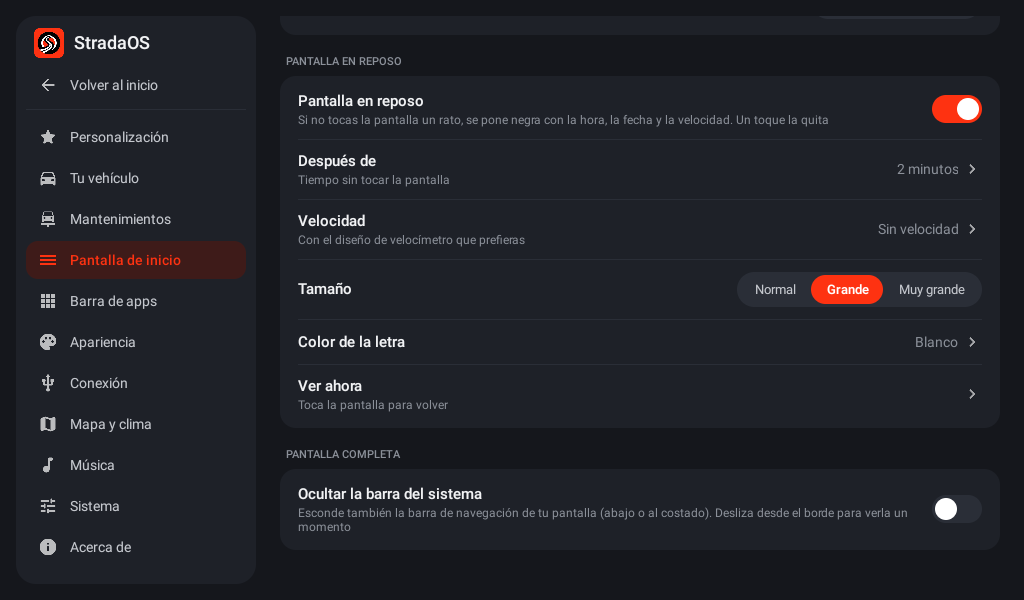 StradaOS
Volver al inicio
Personalización
Tu vehículo
Mantenimientos
Pantalla de inicio
Barra de apps
Apariencia
Conexión
Mapa y clima
Música
Sistema
Acerca de
PANTALLA EN REPOSO
Pantalla en reposo
Si no tocas la pantalla un rato, se pone negra con la hora, la fecha y la velocidad. Un toque la quita
Después de
Tiempo sin tocar la pantalla
2 minutos
Velocidad
Con el diseño de velocímetro que prefieras
Sin velocidad
Tamaño
Normal
Grande
Muy grande
Color de la letra
Blanco
Ver ahora
Toca la pantalla para volver
PANTALLA COMPLETA
Ocultar la barra del sistema
Esconde también la barra de navegación de tu pantalla (abajo o al costado). Desliza desde el borde para verla un
momento